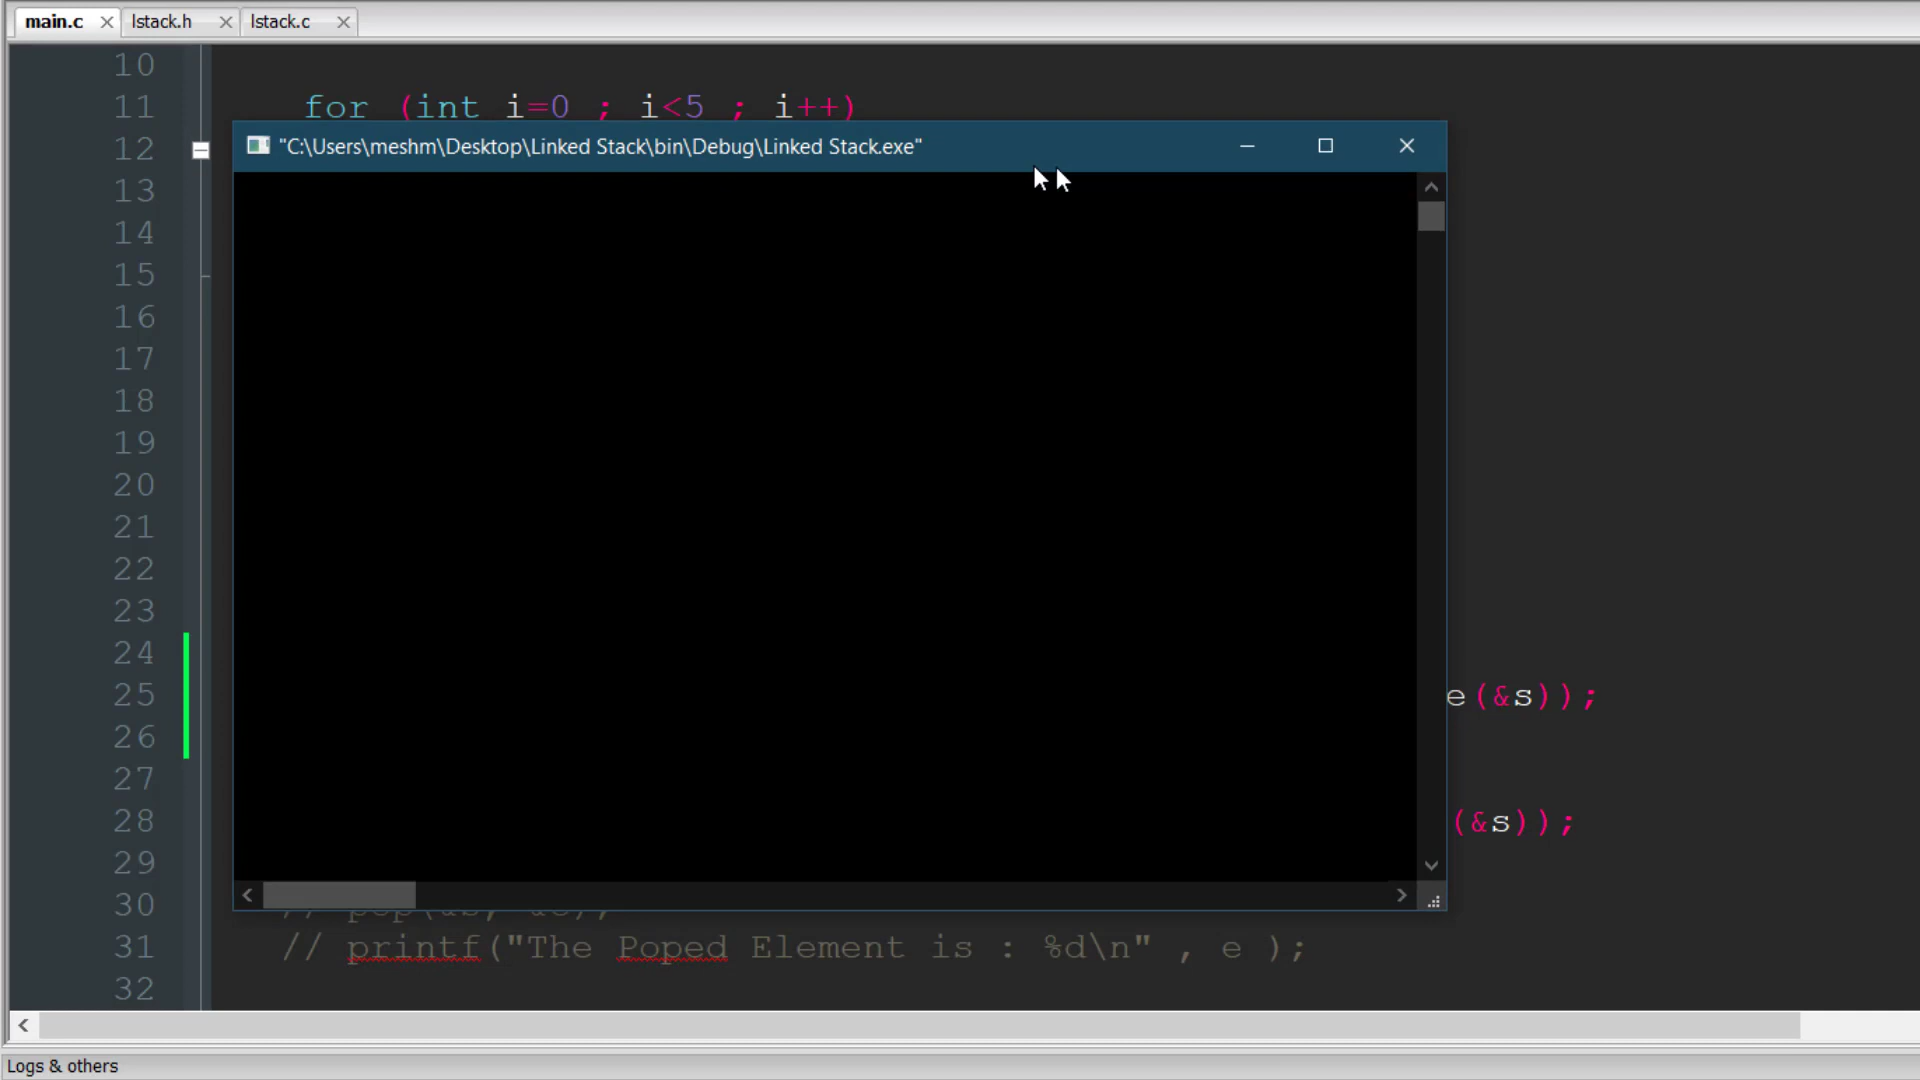 main.c lstack.h lstack.c
10
11 for (int i=0 ; i<5 ; i++)
"C:\Users\meshm\Desktop\Linked Stack\bin\Debug\Linked Stack.exe"
12
13
14
15
16
17
18
19
20
21
22
23
24
25 e(&s));
26
27
28 (&s));
29
30
31 // printf("The Poped Element is : %d\n" , e );
32
Logs & others